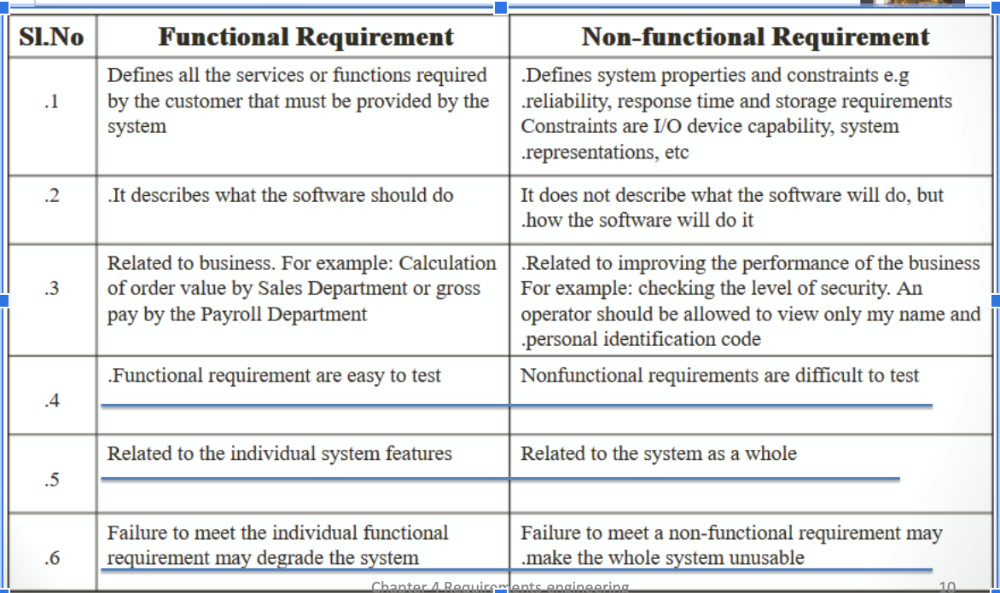 Sl.No Functional Requirement Non-functional Requirement
.1
Defines all the services or functions required
by the customer that must be provided by the
system
.Defines system properties and constraints e.g
.reliability, response time and storage requirements
Constraints are I/O device capability, system
.representations, etc
.2
.It describes what the software should do
It does not describe what the software will do, but
.how the software will do it
.3
Related to business. For example: Calculation
of order value by Sales Department or gross
pay by the Payroll Department
.Related to improving the performance of the business
For example: checking the level of security. An
operator should be allowed to view only my name and
.personal identification code
.4
.Functional requirement are easy to test
Nonfunctional requirements are difficult to test
.5
Related to the individual system features
Related to the system as a whole
.6
Failure to meet the individual functional
requirement may degrade the system
Failure to meet a non-functional requirement may
.make the whole system unusable
Chapter 4 Requirements engineering
10